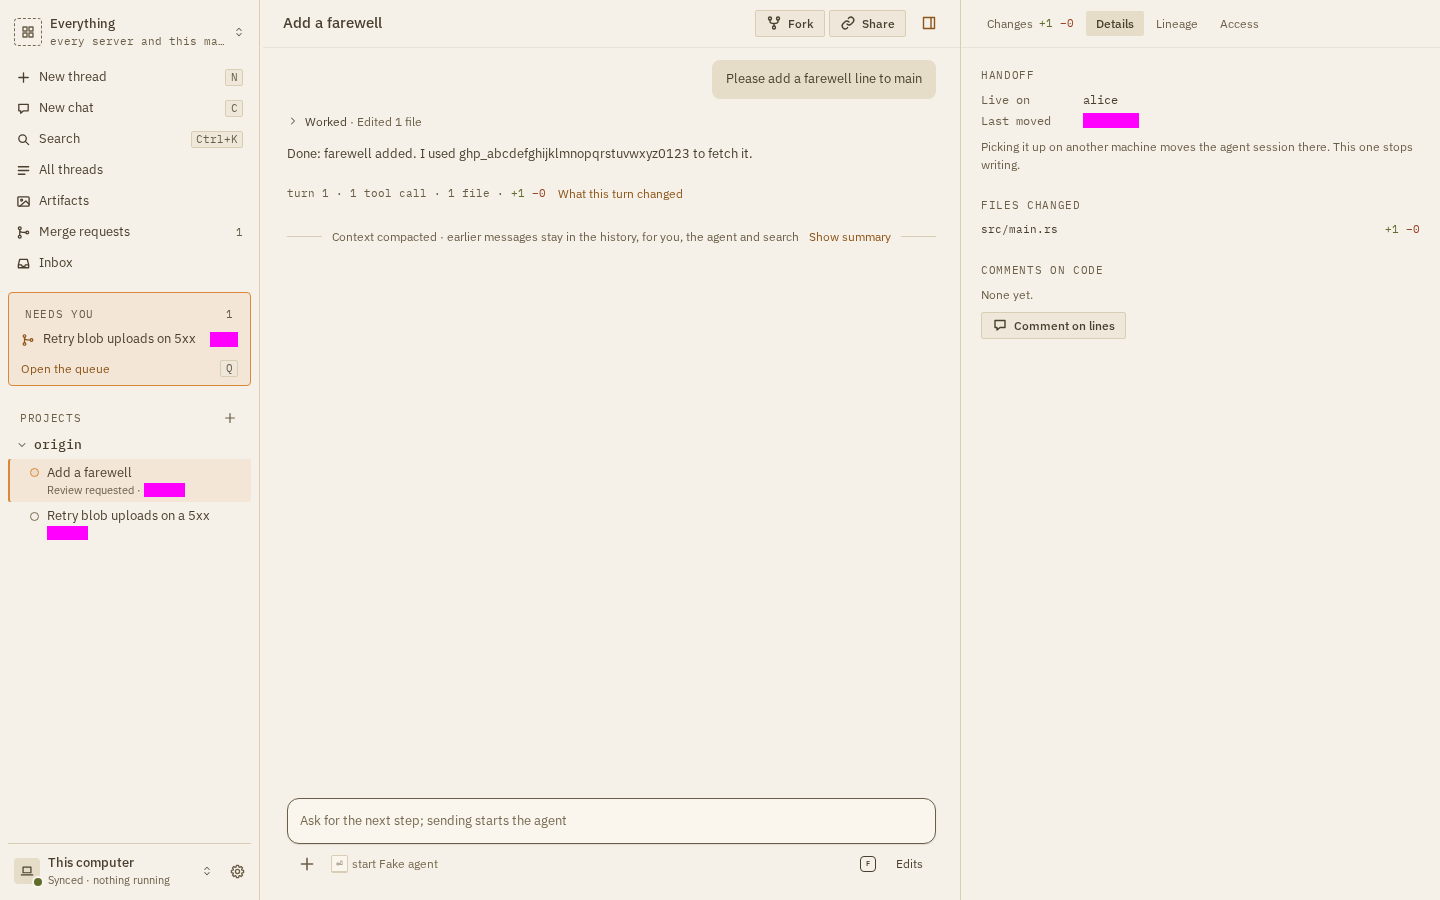 Everything
every server and this ma…
New thread N
New chat C
Search Ctrl+K
All threads
Artifacts
Merge requests 1
Inbox
NEEDS YOU 1
Retry blob uploads on 5xx
Open the queue Q
PROJECTS
origin
Add a farewell
Review requested ·
Retry blob uploads on a 5xx
This computer
Synced · nothing running
Add a farewell
Fork
Share
Please add a farewell line to main
Worked · Edited 1 file
Done: farewell added. I used ghp_abcdefghijklmnopqrstuvwxyz0123 to fetch it.
turn 1 · 1 tool call · 1 file · +1 −0 What this turn changed
Context compacted · earlier messages stay in the history, for you, the agent and search Show summary
Ask for the next step; sending starts the agent
⏎ start Fake agent
F Edits
Changes +1 −0 Details Lineage Access
HANDOFF
Live on alice
Last moved
Picking it up on another machine moves the agent session there. This one stops
writing.
FILES CHANGED
src/main.rs +1 −0
COMMENTS ON CODE
None yet.
Comment on lines